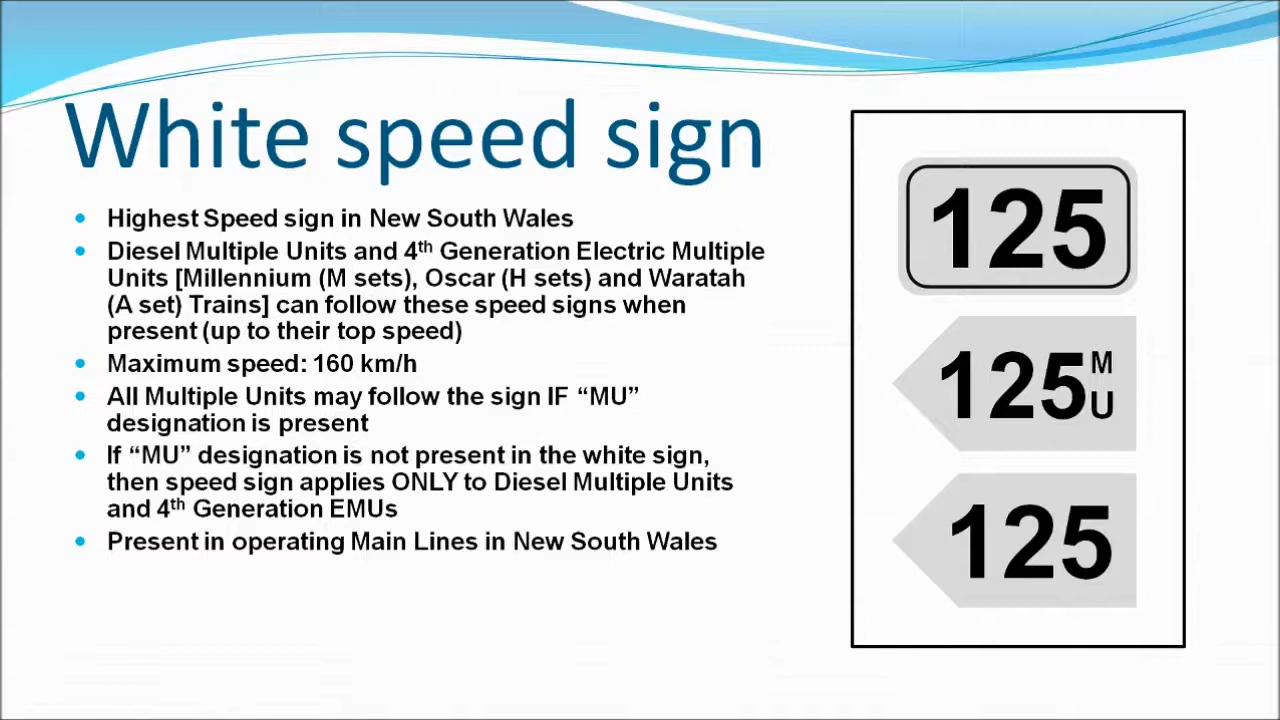 White speed sign
Highest Speed sign in New South Wales
Diesel Multiple Units and 4th Generation Electric Multiple
Units [Millennium (M sets), Oscar (H sets) and Waratah
(A set) Trains] can follow these speed signs when
present (up to their top speed)
Maximum speed: 160 km/h
All Multiple Units may follow the sign IF “MU”
designation is present
If “MU” designation is not present in the white sign,
then speed sign applies ONLY to Diesel Multiple Units
and 4th Generation EMUs
Present in operating Main Lines in New South Wales
125
125 M
U
125